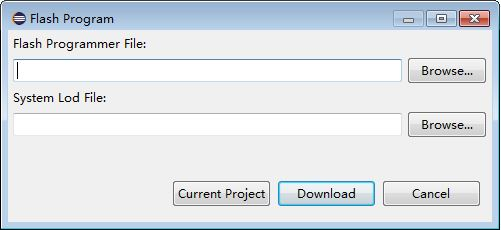 Flash Program
Flash Programmer File:
Browse...
System Lod File:
Browse...
Current Project
Download
Cancel